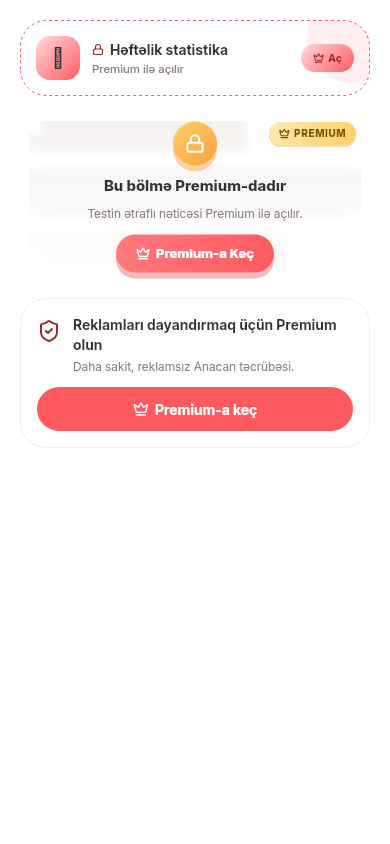 Həftəlik statistika
Premium ilə açılır
Aç
PREMIUM
Bu bölmə Premium-dadır
Testin ətraflı nəticəsi Premium ilə açılır.
Premium-a Keç
Reklamları dayandırmaq üçün Premium
olun
Daha sakit, reklamsız Anacan təcrübəsi.
Premium-a keç